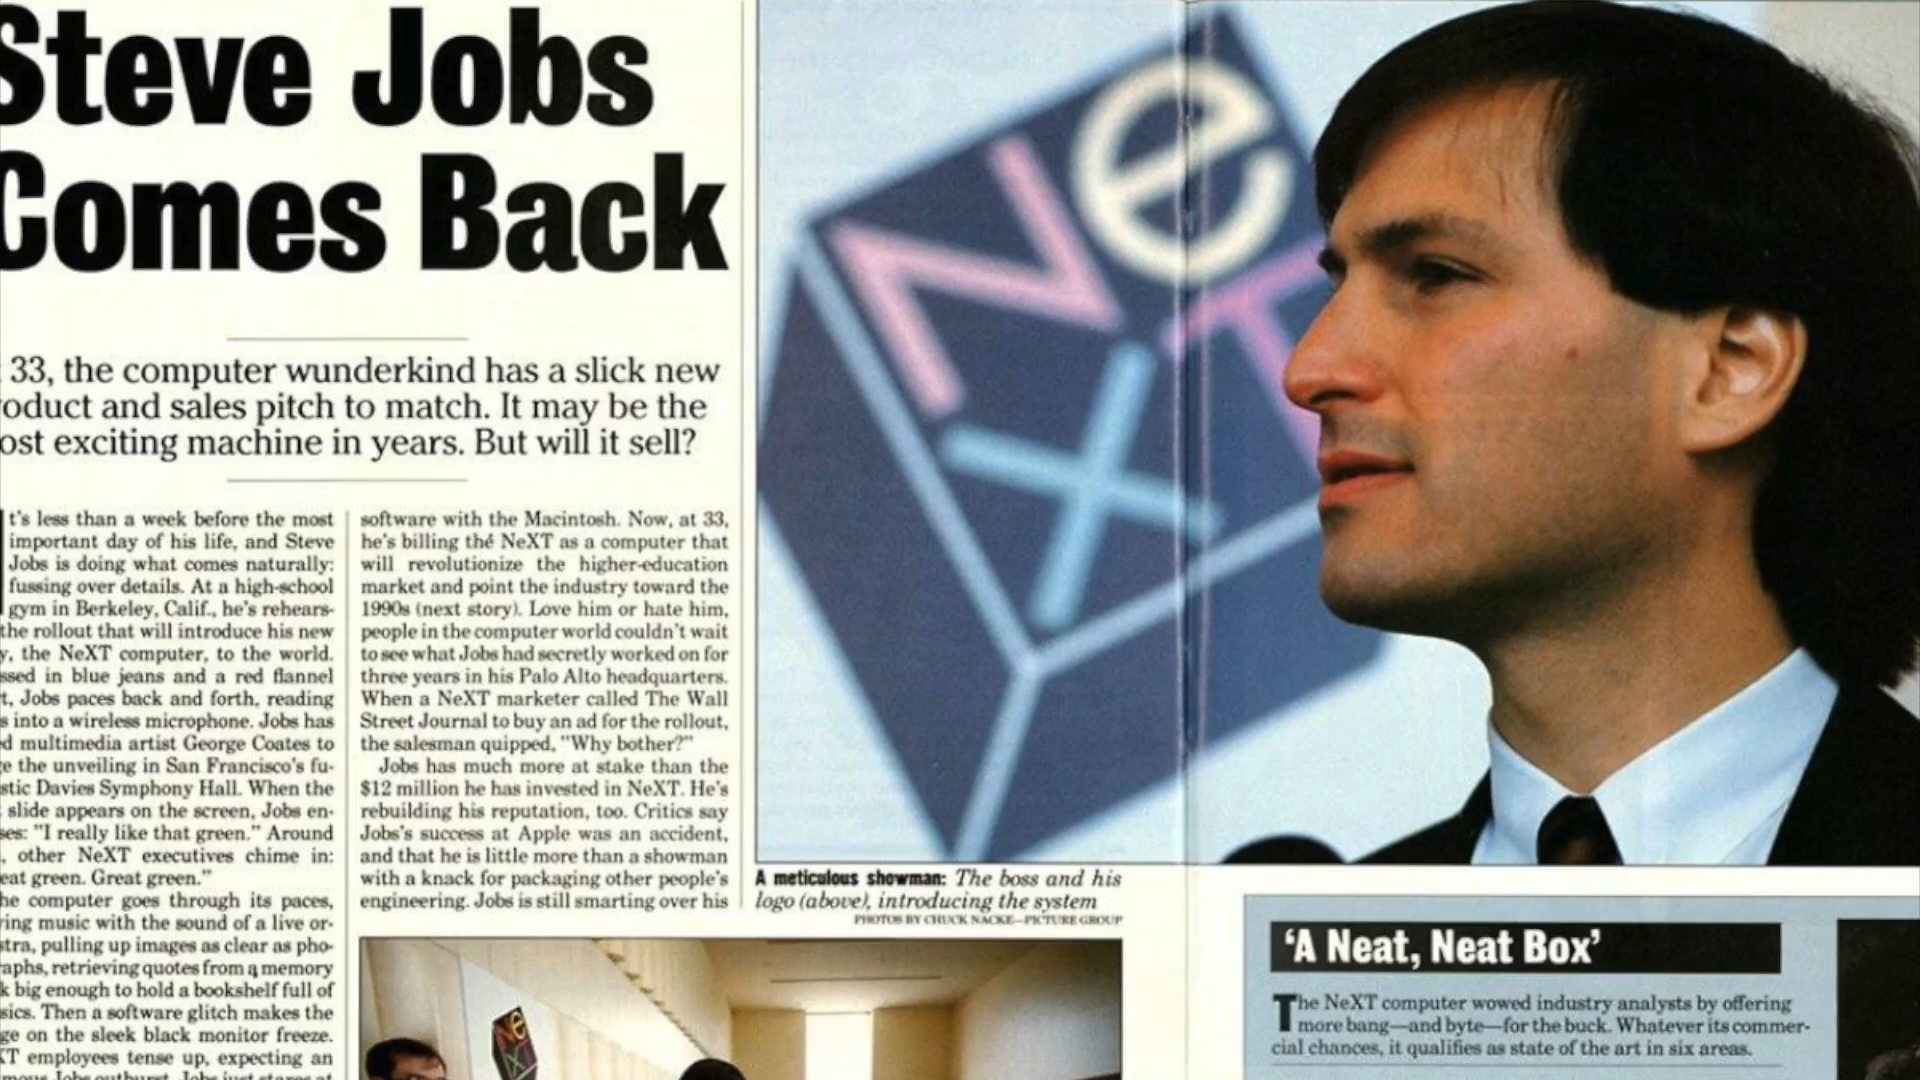 Steve Jobs
Comes Back
33, the computer wunderkind has a slick new
oduct and sales pitch to match. It may be the
ost exciting machine in years. But will it sell?
t's less than a week before the most
important day of his life, and Steve
Jobs is doing what comes naturally:
fussing over details. At a high-school
gym in Berkeley, Calif., he's rehears-
the rollout that will introduce his new
y, the NeXT computer, to the world.
ssed in blue jeans and a red flannel
t, Jobs paces back and forth, reading
s into a wireless microphone. Jobs has
d multimedia artist George Coates to
e the unveiling in San Francisco's fu-
stic Davies Symphony Hall. When the
slide appears on the screen, Jobs en-
ses: "I really like that green." Around
, other NeXT executives chime in:
eat green. Great green."
he computer goes through its paces,
ring music with the sound of a live or-
stra, pulling up images as clear as pho-
aphs, retrieving quotes from a memory
k big enough to hold a bookshelf full of
sics. Then a software glitch makes the
ge on the sleek black monitor freeze.
XT employees tense up, expecting an
mous Jobs outburst. Jobs just stares at
software with the Macintosh. Now, at 33,
he's billing the NeXT as a computer that
will revolutionize the higher-education
market and point the industry toward the
1990s (next story). Love him or hate him,
people in the computer world couldn't wait
to see what Jobs had secretly worked on for
three years in his Palo Alto headquarters.
When a NeXT marketer called The Wall
Street Journal to buy an ad for the rollout,
the salesman quipped, "Why bother?"
Jobs has much more at stake than the
$12 million he has invested in NeXT. He's
rebuilding his reputation, too. Critics say
Jobs's success at Apple was an accident,
and that he is little more than a showman
with a knack for packaging other people's
engineering. Jobs is still smarting over his
NeXT
A meticulous showman: The boss and his
logo (above), introducing the system
PHOTOS BY CHUCK NACKE—PICTURE GROUP
NeXT
'A Neat, Neat Box'
The NeXT computer wowed industry analysts by offering
more bang—and byte—for the buck. Whatever its commer-
cial chances, it qualifies as state of the art in six areas.